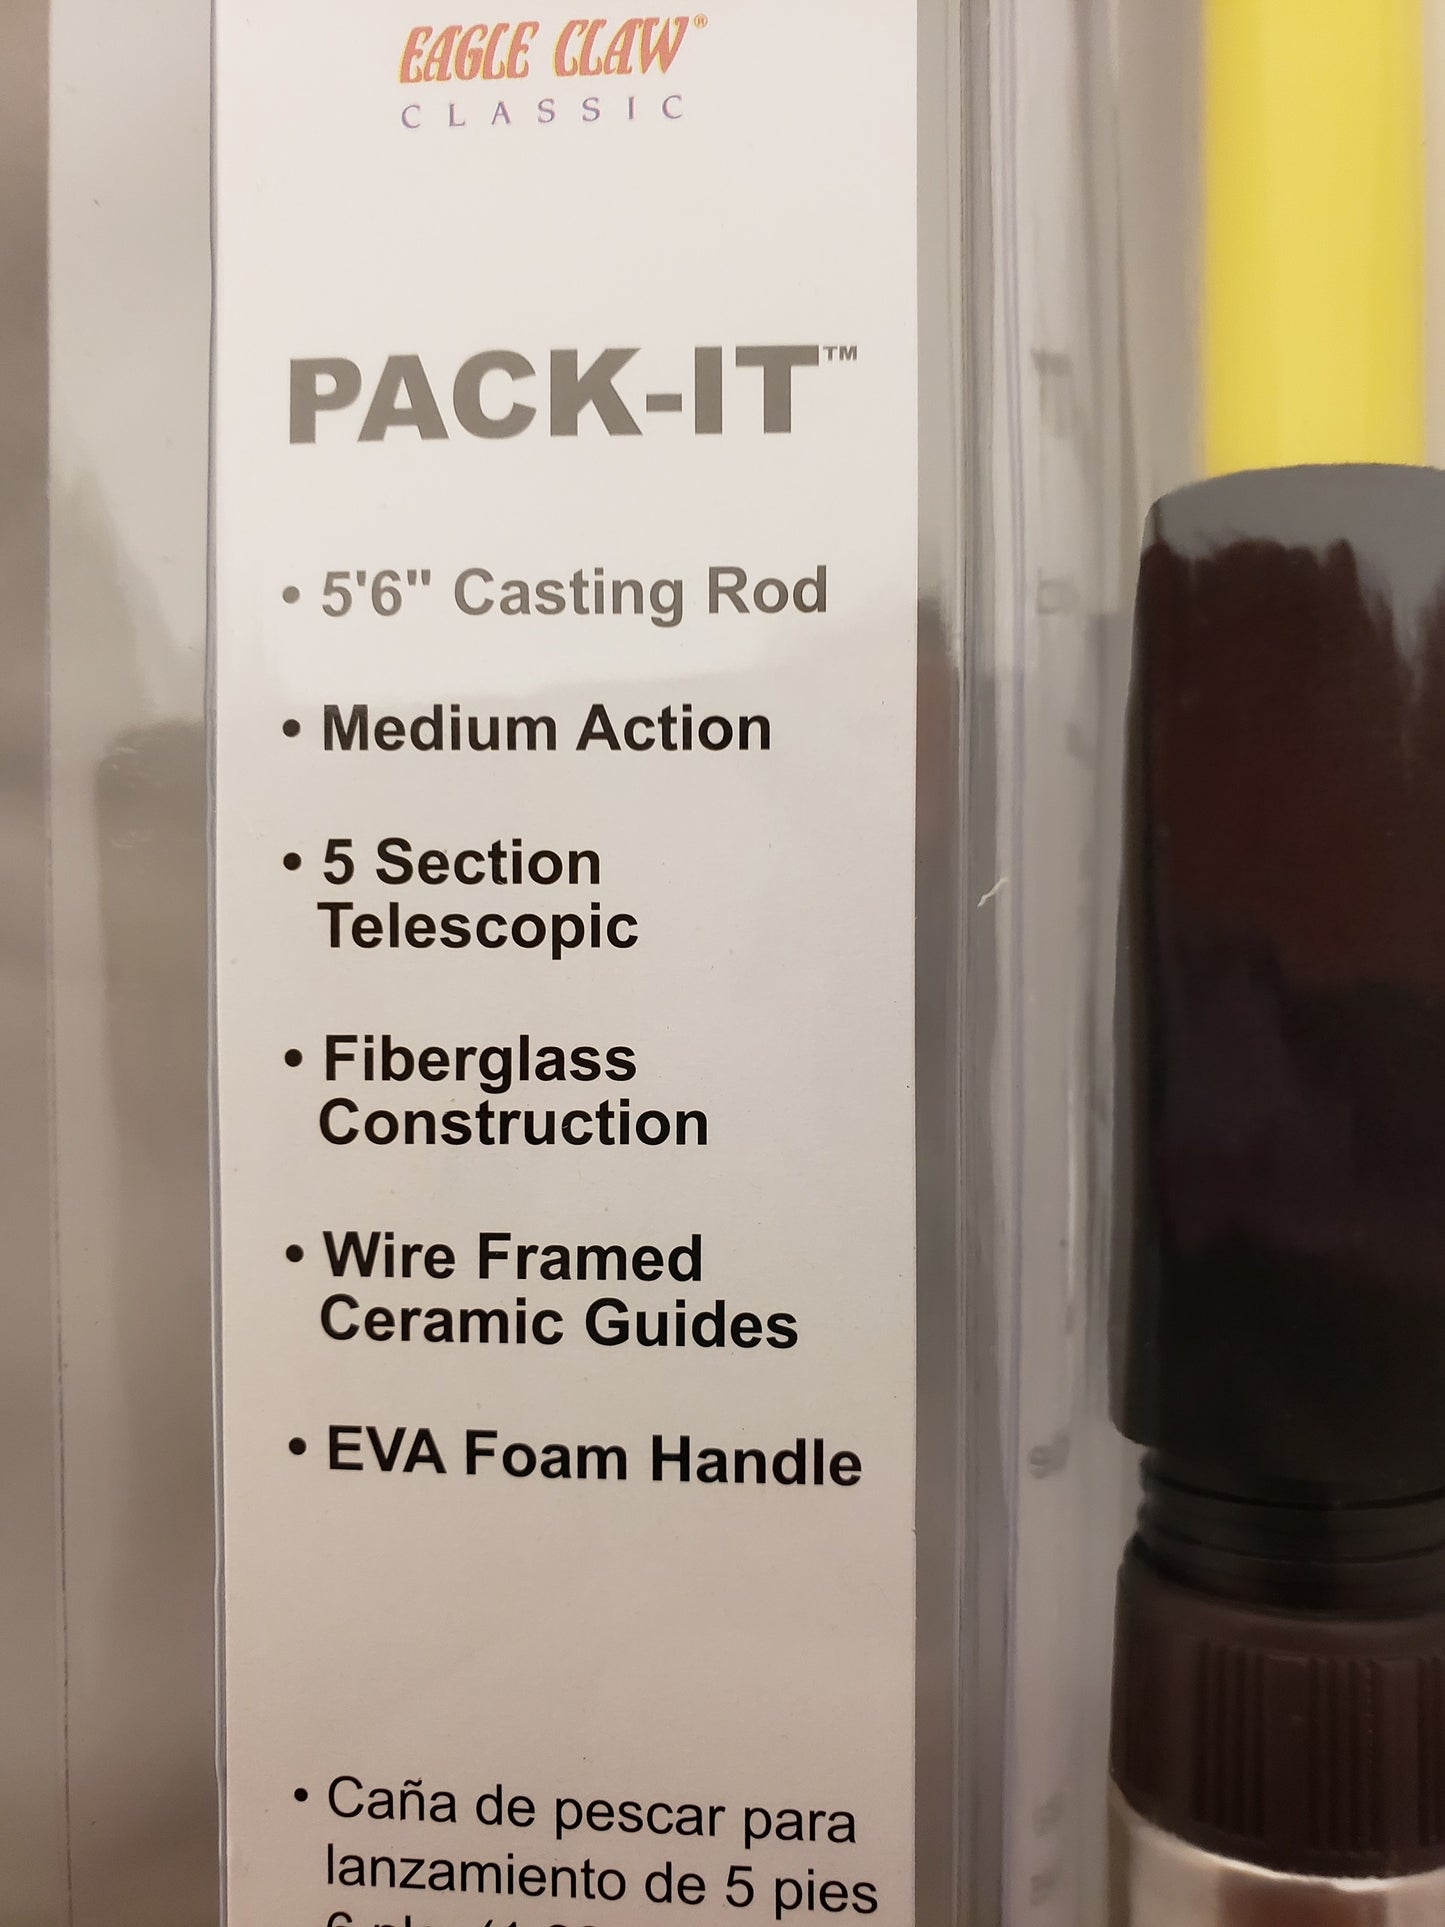 EAGLE CLAW®
CLASSIC
PACK-IT™
• 5'6" Casting Rod
• Medium Action
• 5 Section
Telescopic
• Fiberglass
Construction
• Wire Framed
Ceramic Guides
• EVA Foam Handle
• Caña de pescar para
lanzamiento de 5 pies